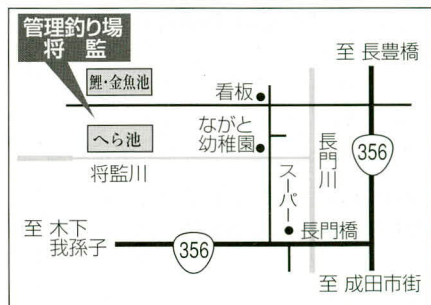 管理釣り場
将 監
鯉・金魚池
へら池
将監川
看板
ながと
幼稚園
スーパー
長門川
長門橋
至 長豊橋
356
至 木下
我孫子
356
至 成田市街